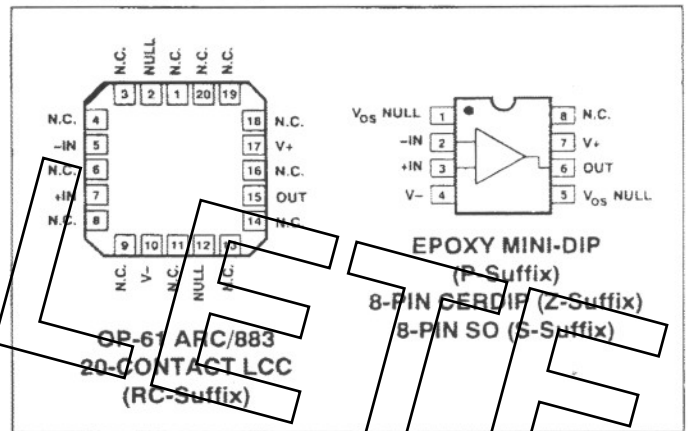 N.C. NULL N.C. N.C. N.C.
3 2 1 20 19
N.C. 4
-IN 5
N.C. 6
+IN 7
N.C. 8
18 N.C.
17 V+
16 N.C.
15 OUT
14 N.C.
9 10 11 12 13
N.C. V- N.C. NULL N.C.
OP-61 ARC/883
20-CONTACT LCC
(RC-Suffix)
VOS NULL 1
-IN 2
+IN 3
V- 4
8 N.C.
7 V+
6 OUT
5 VOS NULL
EPOXY MINI-DIP
(P-Suffix)
8-PIN CERDIP (Z-Suffix)
8-PIN SO (S-Suffix)
LETE